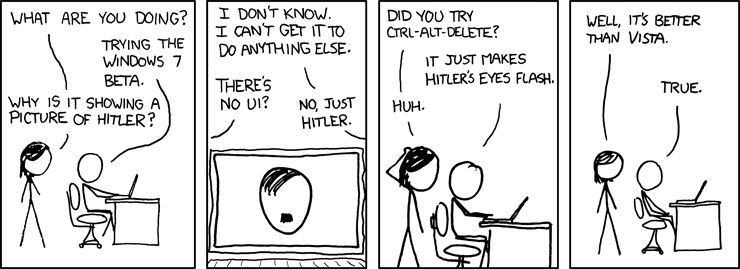 WHAT ARE YOU DOING?
TRYING THE
WINDOWS 7
BETA.
WHY IS IT SHOWING A
PICTURE OF HITLER?
I DON'T KNOW.
I CAN'T GET IT TO
DO ANYTHING ELSE.
THERE'S
NO UI?
NO, JUST
HITLER.
DID YOU TRY
CTRL-ALT-DELETE?
IT JUST MAKES
HITLER'S EYES FLASH.
HUH.
WELL, IT'S BETTER
THAN VISTA.
TRUE.